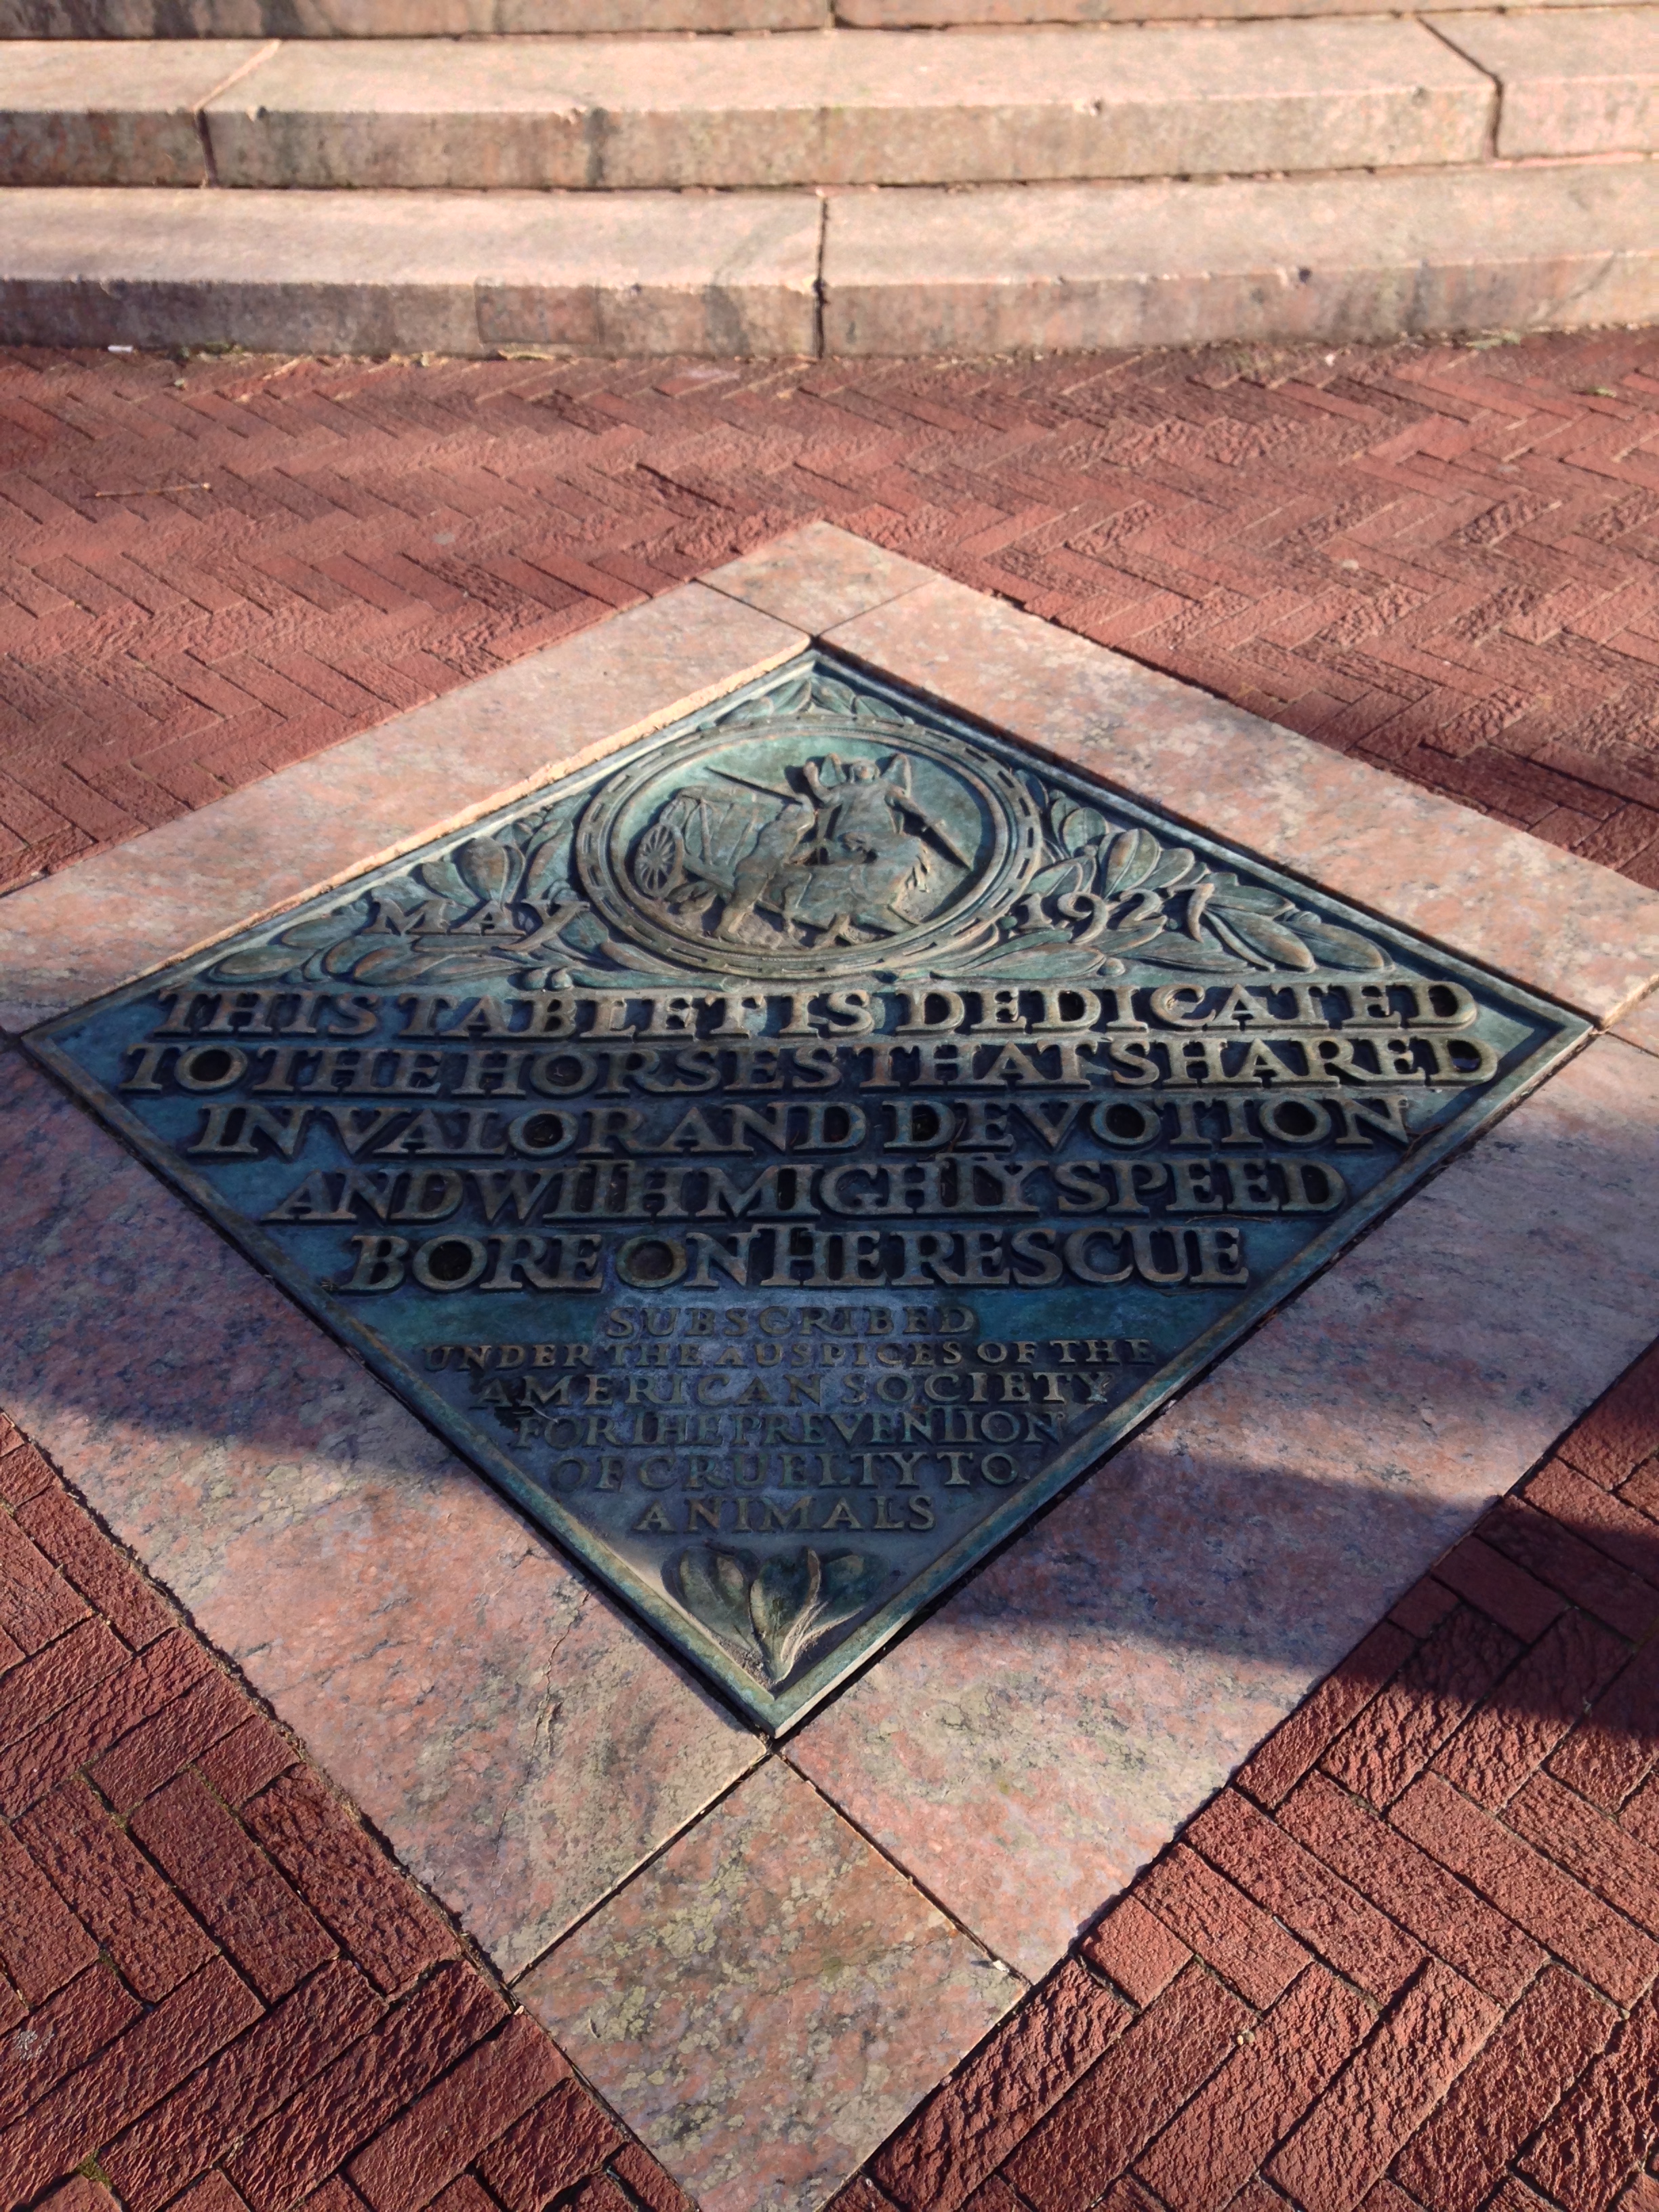 MAY 1927
THIS TABLET IS DEDICATED
TO THE HORSES THAT SHARED
IN VALOR AND DEVOTION
AND WITH MIGHTY SPEED
BORE ON THE RESCUE
SUBSCRIBED
UNDER THE AUSPICES OF THE
AMERICAN SOCIETY
FOR THE PREVENTION
OF CRUELTY TO
ANIMALS